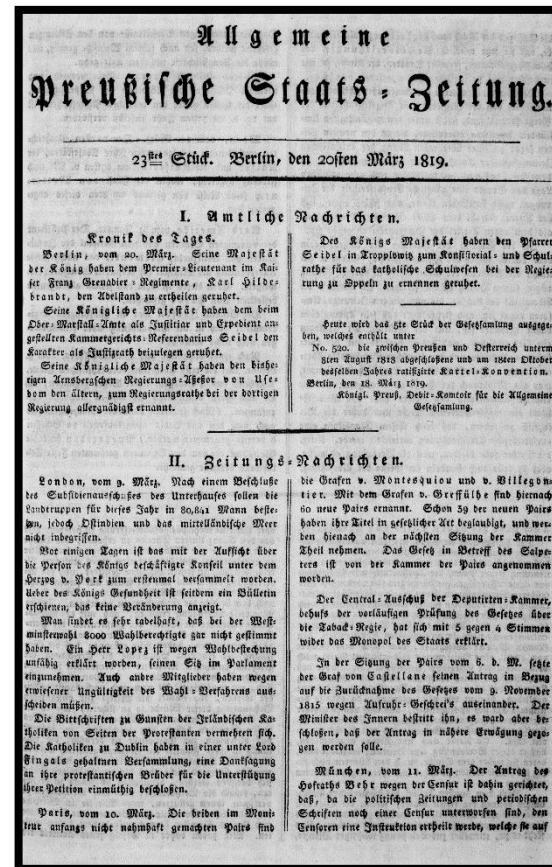 Allgemeine
Preußische Staats-Zeitung.
23stes Stück. Berlin, den 20sten März 1819.
I. Amtliche Nachrichten.
Kronik des Tages.
Berlin, vom 20. März. Seine Majestät
der König haben dem Premier-Lieutenant im Kai-
ser Franz Grenadier-Regimente, Karl Hilde-
brandt, den Adelstand zu ertheilen geruhet.
Seine Königliche Majestät haben dem beim
Ober-Marstall-Amte als Justitiar und Expedient an-
gestellten Kammergerichts-Referendarius Seidel den
Karakter als Justizrath beizulegen geruhet.
Seine Königliche Majestät haben den bishe-
rigen Arnsbergschen Regierungs-Assessor von Use-
dom den ältern, zum Regierungsrathe bei der dortigen
Regierung allergnädigst ernannt.
Des Königs Majestät haben den Pfarrer
Seidel in Troplowitz zum Konsistorial- und Schul-
rathe für das katholische Schulwesen bei der Regie-
rung zu Oppeln zu ernennen geruhet.
Heute wird das 5te Stück der Gesetzsamlung ausgege-
ben, welches enthält unter
No. 520. die zwischen Preußen und Oesterreich unterm
8ten August 1818 abgeschloßene und am 18ten Oktober
desselben Jahres ratifizirte Kartel-Konvention.
Berlin, den 18. März 1819.
Königl. Preuß. Debit-Komtoir für die Allgemeine
Gesetzsamlung.
II. Zeitungs-Nachrichten.
London, vom 9. März. Nach einem Beschluße
des Subsidienausschußes des Unterhauses sollen die
Landtruppen für dieses Jahr in 80,841 Mann beste-
hen, jedoch Ostindien und das mittelländische Meer
nicht inbegriffen.
Vor einigen Tagen ist das mit der Aufsicht über
die Person des Königs beschäftigte Konseil unter dem
Herzog v. York zum erstenmal versammelt worden.
Ueber des Königs Gesundheit ist seitdem ein Bülletin
erschienen, das keine Veränderung anzeigt.
Man findet es sehr tadelhaft, daß bei der West-
minsterwahl 8000 Wahlberechtigte gar nicht gestimmt
haben. Ein Herr Lopez ist wegen Wahlbestechung
unfähig erklärt worden, seinen Sitz im Parlament
einzunehmen. Auch andre Mitglieder haben wegen
erwiesener Ungültigkeit des Wahl-Verfahrens aus-
scheiden müßen.
Die Bittschriften zu Gunsten der Irländischen Ka-
tholiken von Seiten der Protestanten vermehren sich.
Die Katholiken zu Dublin haben in einer unter Lord
Fingals gehaltnen Versammlung, eine Danksagung
an ihre protestantischen Brüder für die Unterstützung
ihrer Petition einmüthig beschloßen.
Paris, vom 10. März. Die beiden im Moni-
teur anfangs nicht nahmhaft gemachten Pairs sind
die Grafen v. Montesquiou und v. Villegon-
tier. Mit dem Grafen v. Greffülhe sind hiernach
60 neue Pairs ernannt. Schon 39 der neuen Pairs
haben ihre Titel in gesetzlicher Art beglaubigt, und wer-
den hienach an der nächsten Sitzung der Kammer
Theil nehmen. Das Gesetz in Betreff des Salpe-
ters ist von der Kammer der Pairs angenommen
worden.
Der Central-Ausschuß der Deputirten-Kammer,
behufs der vorläufigen Prüfung des Gesetzes über
die Taback-Regie, hat sich mit 5 gegen 4 Stimmen
wider das Monopol des Staats erklärt.
In der Sitzung der Pairs vom 6. d. M. setzte
der Graf von Castellane seinen Antrag in Bezug
auf die Zurücknahme des Gesetzes vom 9. November
1815 wegen Aufruhr-Geschrei's auseinander. Der
Minister des Innern bestritt ihn, es ward aber be-
schloßen, daß der Antrag in nähere Erwägung gezo-
gen werden solle.
München, vom 11. März. Der Antrag des
Hofraths Behr wegen der Censur ist dahin gerichtet,
daß, da die politischen Zeitungen und periodischen
Schriften noch einer Censur unterworfen sind, den
Censoren eine Instruktion ertheilt werde, welche sie auf